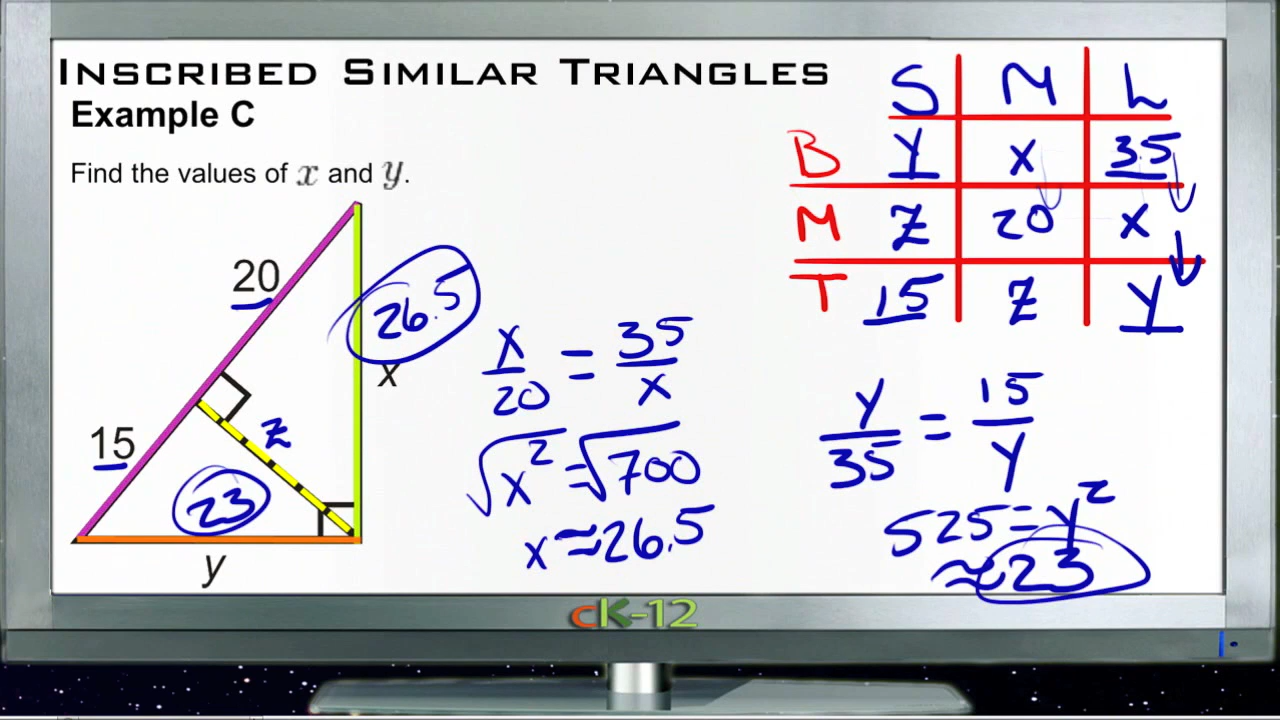 INSCRIBED SIMILAR TRIANGLES
Example C
Find the values of x and y.
S M L
B Y X 35
M Z 20 X
T 15 Z Y
20
26.5
x
15
Z
23
y
x/20 = 35/x
√x² = √700
x ≈ 26.5
y/35 = 15/y
525 = y²
≈ 23
cK-12